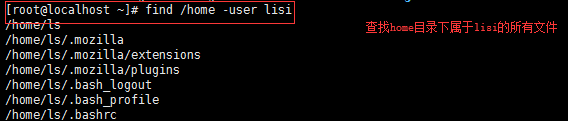 [root@localhost ~]# find /home -user lisi
/home/ls
查找home目录下属于lisi的所有文件
/home/ls/.mozilla
/home/ls/.mozilla/extensions
/home/ls/.mozilla/plugins
/home/ls/.bash_logout
/home/ls/.bash_profile
/home/ls/.bashrc